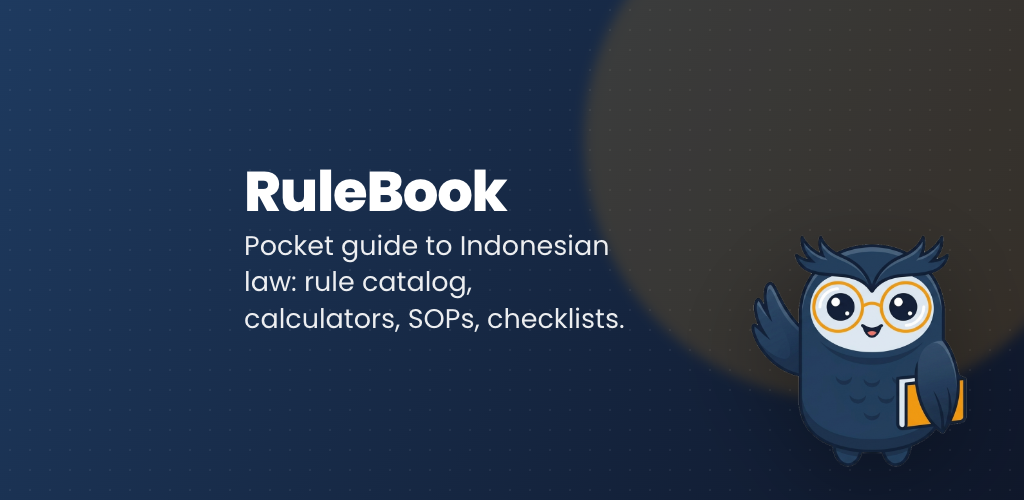 RuleBook
Pocket guide to Indonesian
law: rule catalog,
calculators, SOPs, checklists.